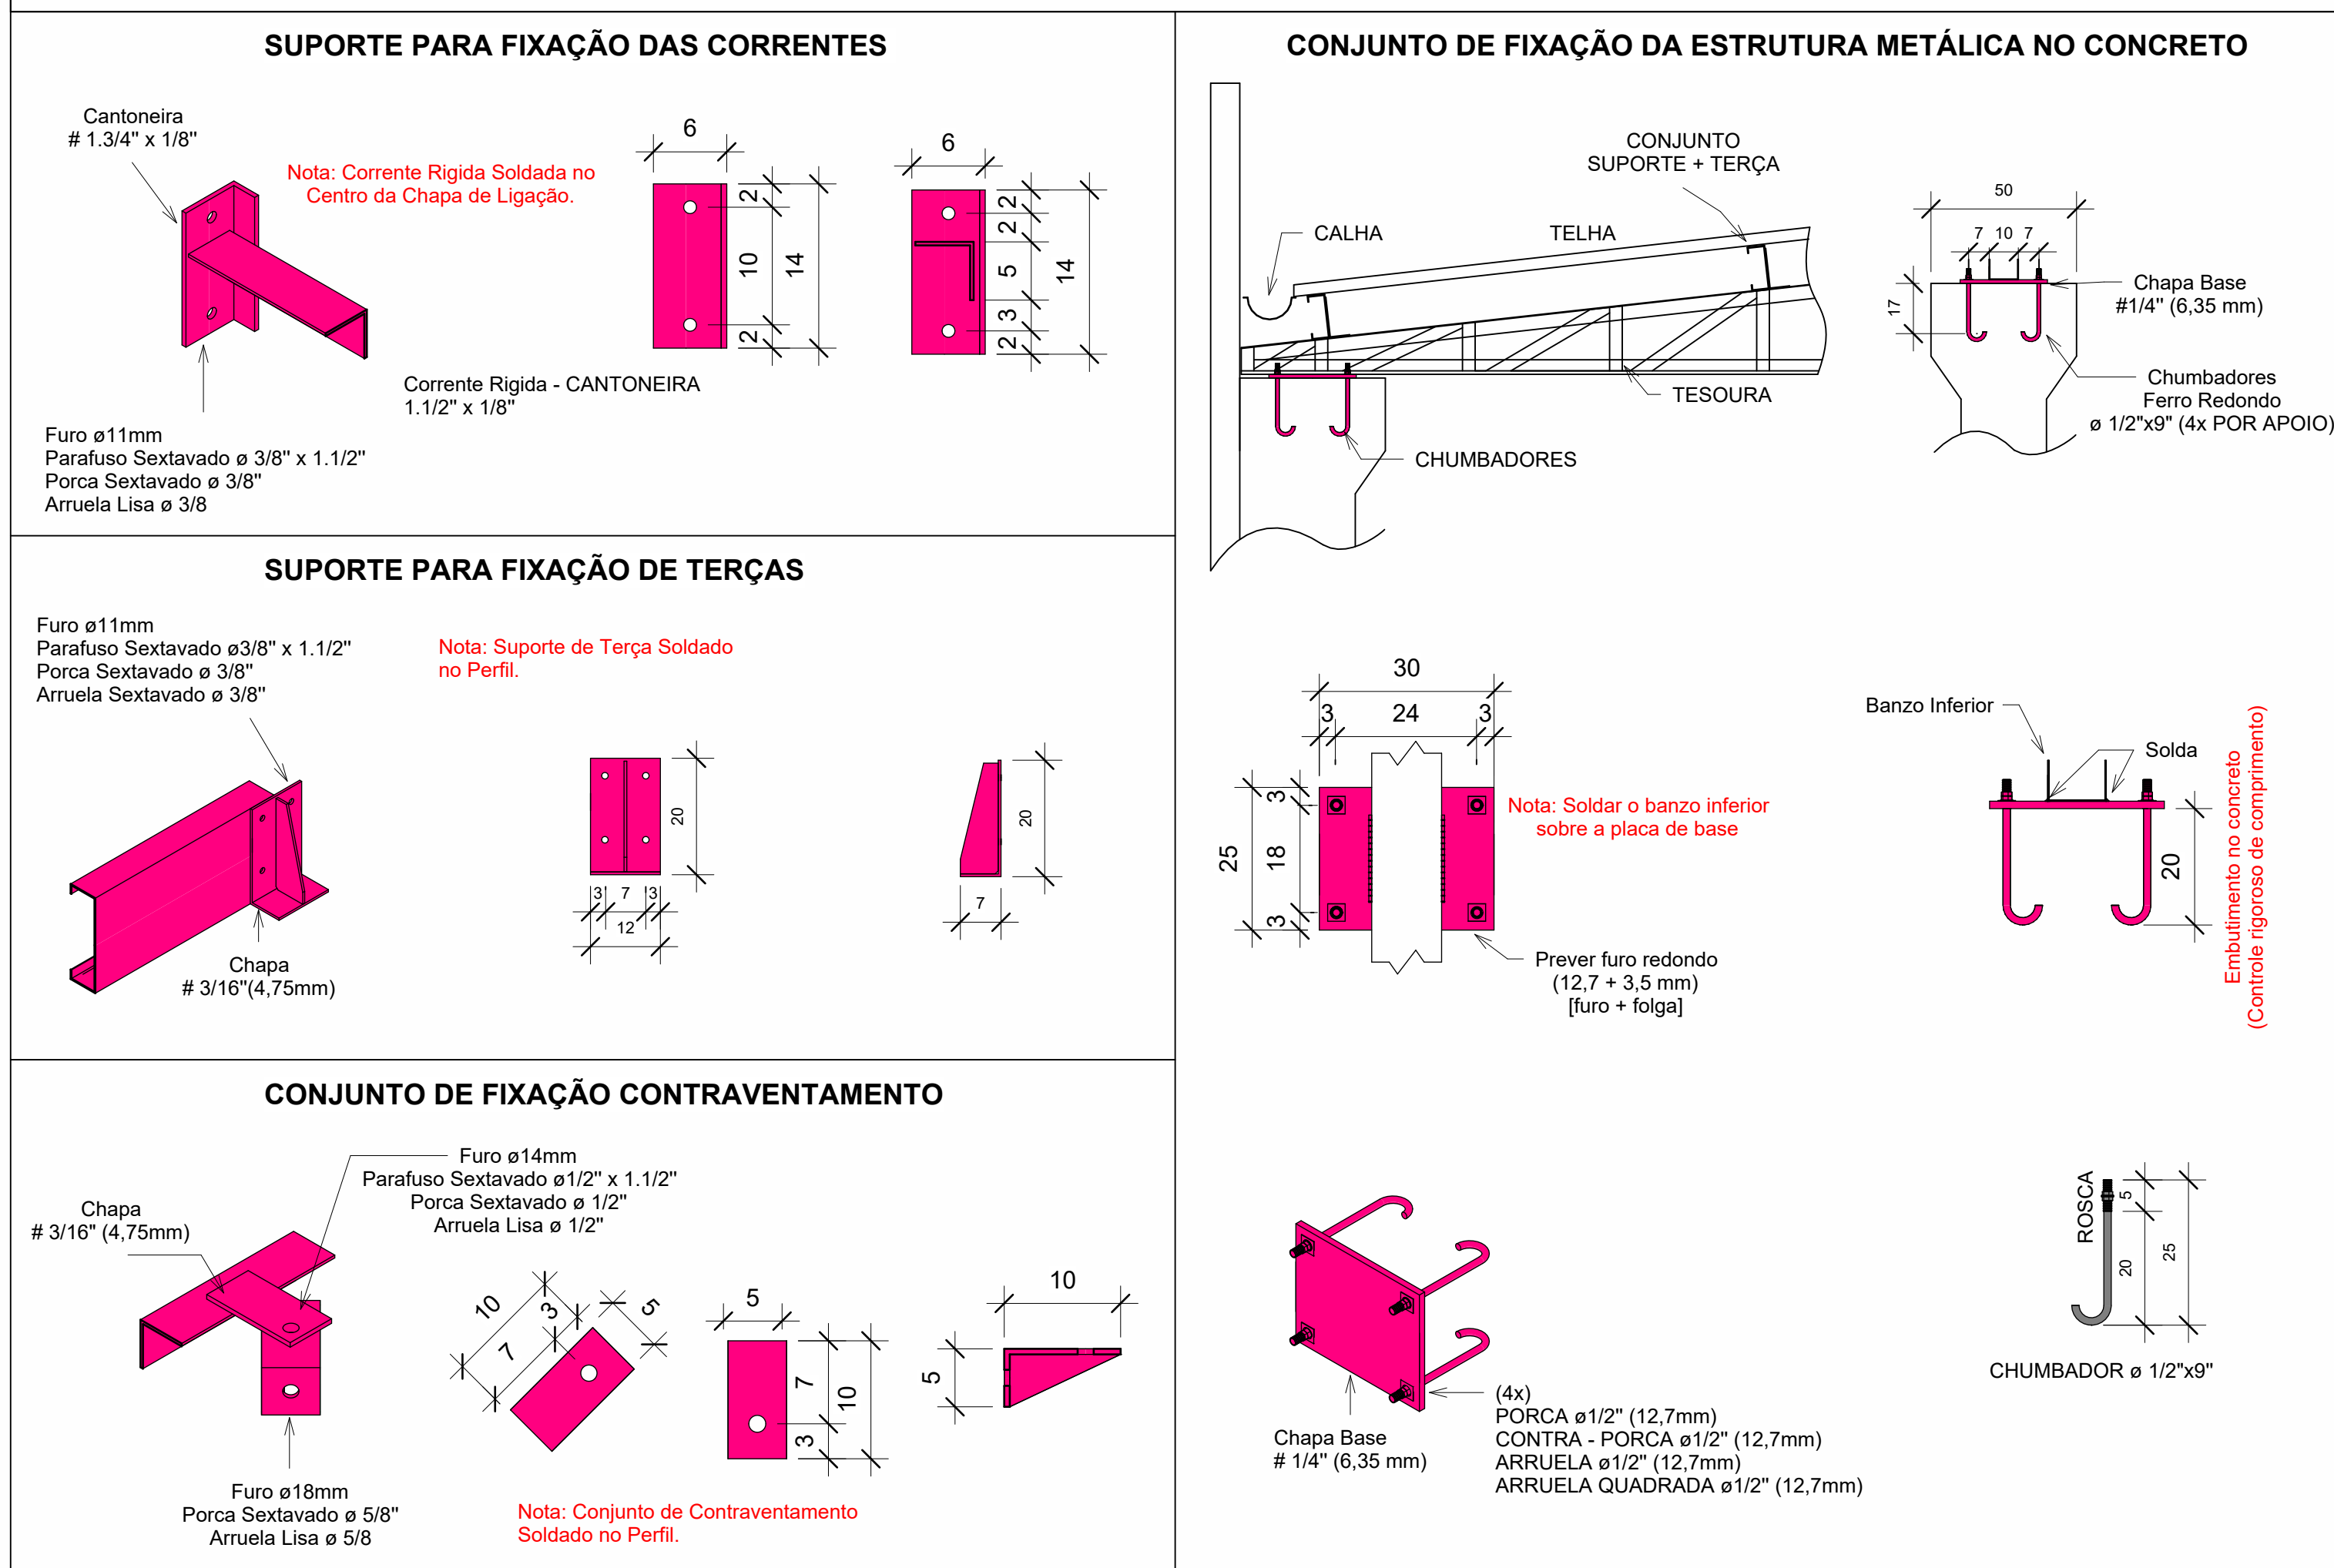 SUPORTE PARA FIXAÇÃO DAS CORRENTES
Cantoneira
# 1.3/4" x 1/8"
Nota: Corrente Rigida Soldada no
Centro da Chapa de Ligação.
6
2
10
14
2
6
2
2
5
3
2
14
Corrente Rigida - CANTONEIRA
1.1/2" x 1/8"
Furo ø11mm
Parafuso Sextavado ø 3/8" x 1.1/2"
Porca Sextavado ø 3/8"
Arruela Lisa ø 3/8
SUPORTE PARA FIXAÇÃO DE TERÇAS
Furo ø11mm
Parafuso Sextavado ø3/8" x 1.1/2"
Porca Sextavado ø 3/8"
Arruela Sextavado ø 3/8"
Nota: Suporte de Terça Soldado
no Perfil.
20
3 7 3
12
20
7
Chapa
# 3/16"(4,75mm)
CONJUNTO DE FIXAÇÃO CONTRAVENTAMENTO
Furo ø14mm
Parafuso Sextavado ø1/2" x 1.1/2"
Porca Sextavado ø 1/2"
Arruela Lisa ø 1/2"
Chapa
# 3/16" (4,75mm)
10
3
7
5
5
7
10
3
10
5
Furo ø18mm
Porca Sextavado ø 5/8"
Arruela Lisa ø 5/8
Nota: Conjunto de Contraventamento
Soldado no Perfil.
CONJUNTO DE FIXAÇÃO DA ESTRUTURA METÁLICA NO CONCRETO
CONJUNTO
SUPORTE + TERÇA
CALHA
TELHA
TESOURA
CHUMBADORES
50
7 10 7
17
Chapa Base
#1/4" (6,35 mm)
Chumbadores
Ferro Redondo
ø 1/2"x9" (4x POR APOIO)
30
3 24 3
25
3
18
3
Nota: Soldar o banzo inferior
sobre a placa de base
Prever furo redondo
(12,7 + 3,5 mm)
[furo + folga]
Banzo Inferior
Solda
20
Embutimento no concreto
(Controle rigoroso de comprimento)
Chapa Base
# 1/4" (6,35 mm)
(4x)
PORCA ø1/2" (12,7mm)
CONTRA - PORCA ø1/2" (12,7mm)
ARRUELA ø1/2" (12,7mm)
ARRUELA QUADRADA ø1/2" (12,7mm)
ROSCA
5
20
25
CHUMBADOR ø 1/2"x9"